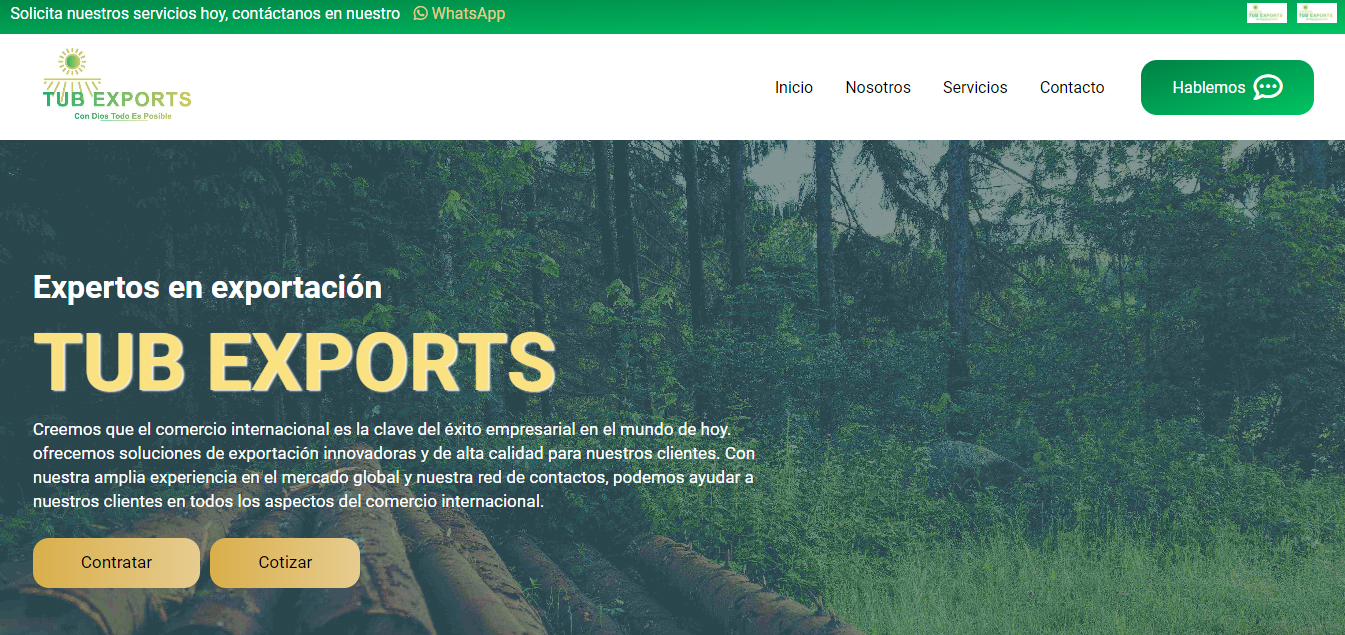 Solicita nuestros servicios hoy, contáctanos en nuestro WhatsApp
TUB EXPORTS TUB EXPORTS
TUB EXPORTS
Con Dios Todo Es Posible
Inicio Nosotros Servicios Contacto Hablemos
Expertos en exportación
TUB EXPORTS
Creemos que el comercio internacional es la clave del éxito empresarial en el mundo de hoy.
ofrecemos soluciones de exportación innovadoras y de alta calidad para nuestros clientes. Con
nuestra amplia experiencia en el mercado global y nuestra red de contactos, podemos ayudar a
nuestros clientes en todos los aspectos del comercio internacional.
Contratar Cotizar